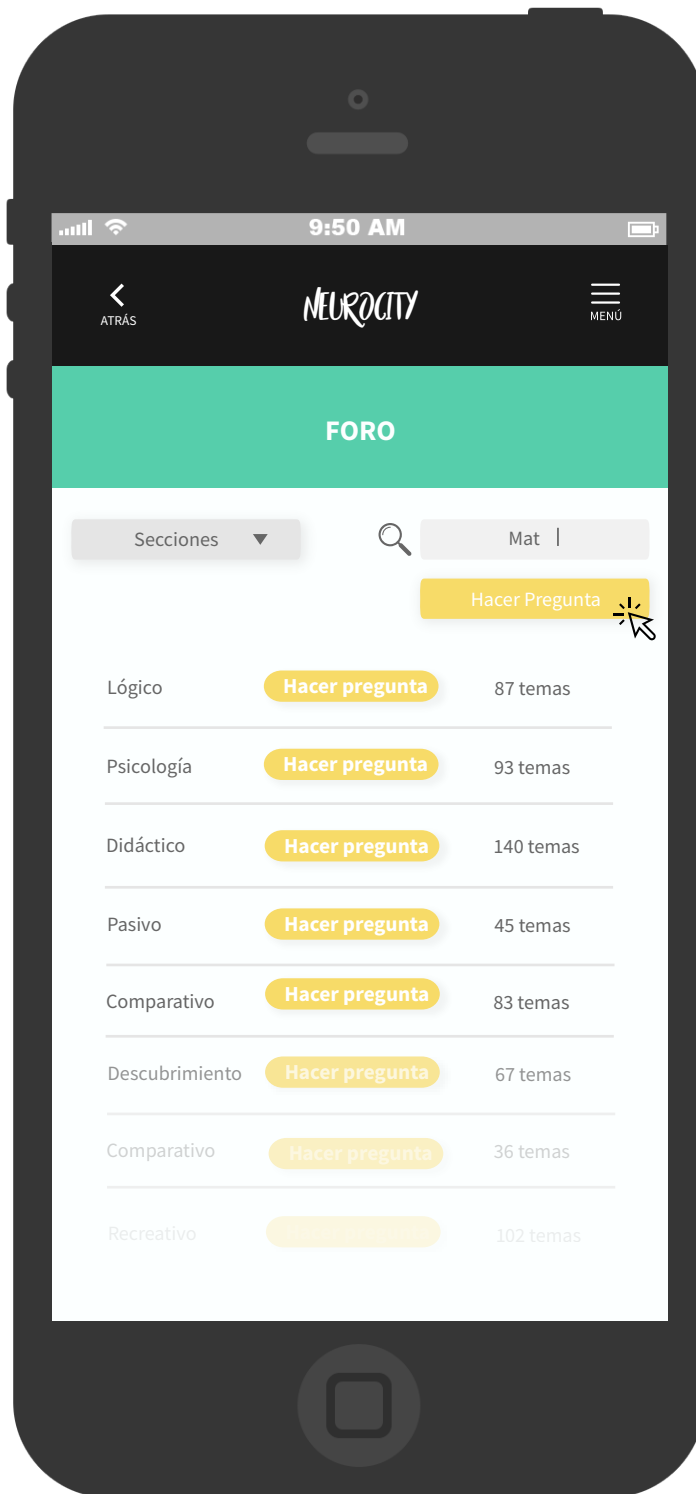 9:50 AM
ATRÁS
NEUROCITY
MENÚ
FORO
Secciones
Mat
Hacer Pregunta
Lógico Hacer pregunta 87 temas
Psicología Hacer pregunta 93 temas
Didáctico Hacer pregunta 140 temas
Pasivo Hacer pregunta 45 temas
Comparativo Hacer pregunta 83 temas
Descubrimiento Hacer pregunta 67 temas
Comparativo Hacer pregunta 36 temas
Recreativo 102 temas